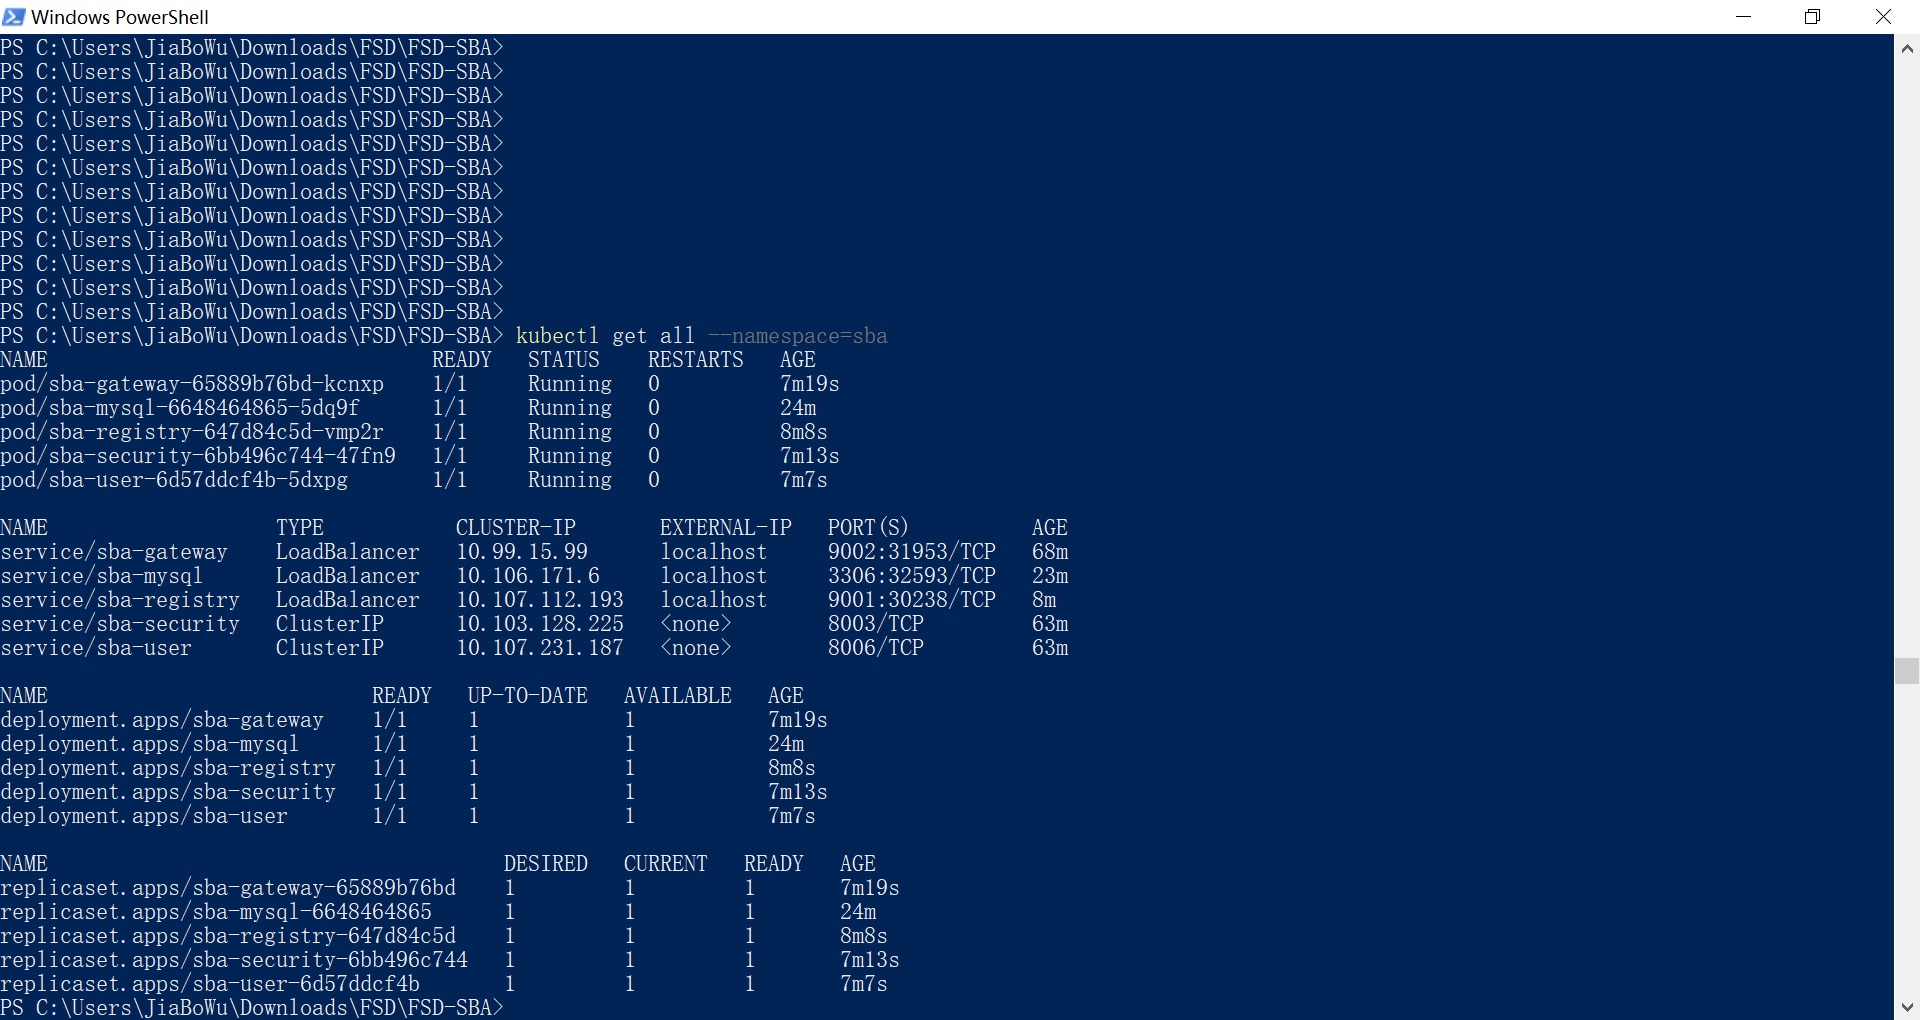 Windows PowerShell
PS C:\Users\JiaBoWu\Downloads\FSD\FSD-SBA>
PS C:\Users\JiaBoWu\Downloads\FSD\FSD-SBA>
PS C:\Users\JiaBoWu\Downloads\FSD\FSD-SBA>
PS C:\Users\JiaBoWu\Downloads\FSD\FSD-SBA>
PS C:\Users\JiaBoWu\Downloads\FSD\FSD-SBA>
PS C:\Users\JiaBoWu\Downloads\FSD\FSD-SBA>
PS C:\Users\JiaBoWu\Downloads\FSD\FSD-SBA>
PS C:\Users\JiaBoWu\Downloads\FSD\FSD-SBA>
PS C:\Users\JiaBoWu\Downloads\FSD\FSD-SBA>
PS C:\Users\JiaBoWu\Downloads\FSD\FSD-SBA>
PS C:\Users\JiaBoWu\Downloads\FSD\FSD-SBA>
PS C:\Users\JiaBoWu\Downloads\FSD\FSD-SBA>
PS C:\Users\JiaBoWu\Downloads\FSD\FSD-SBA> kubectl get all --namespace=sba
NAME READY STATUS RESTARTS AGE
pod/sba-gateway-65889b76bd-kcnxp 1/1 Running 0 7m19s
pod/sba-mysql-6648464865-5dq9f 1/1 Running 0 24m
pod/sba-registry-647d84c5d-vmp2r 1/1 Running 0 8m8s
pod/sba-security-6bb496c744-47fn9 1/1 Running 0 7m13s
pod/sba-user-6d57ddcf4b-5dxpg 1/1 Running 0 7m7s
NAME TYPE CLUSTER-IP EXTERNAL-IP PORT(S) AGE
service/sba-gateway LoadBalancer 10.99.15.99 localhost 9002:31953/TCP 68m
service/sba-mysql LoadBalancer 10.106.171.6 localhost 3306:32593/TCP 23m
service/sba-registry LoadBalancer 10.107.112.193 localhost 9001:30238/TCP 8m
service/sba-security ClusterIP 10.103.128.225 <none> 8003/TCP 63m
service/sba-user ClusterIP 10.107.231.187 <none> 8006/TCP 63m
NAME READY UP-TO-DATE AVAILABLE AGE
deployment.apps/sba-gateway 1/1 1 1 7m19s
deployment.apps/sba-mysql 1/1 1 1 24m
deployment.apps/sba-registry 1/1 1 1 8m8s
deployment.apps/sba-security 1/1 1 1 7m13s
deployment.apps/sba-user 1/1 1 1 7m7s
NAME DESIRED CURRENT READY AGE
replicaset.apps/sba-gateway-65889b76bd 1 1 1 7m19s
replicaset.apps/sba-mysql-6648464865 1 1 1 24m
replicaset.apps/sba-registry-647d84c5d 1 1 1 8m8s
replicaset.apps/sba-security-6bb496c744 1 1 1 7m13s
replicaset.apps/sba-user-6d57ddcf4b 1 1 1 7m7s
PS C:\Users\JiaBoWu\Downloads\FSD\FSD-SBA>